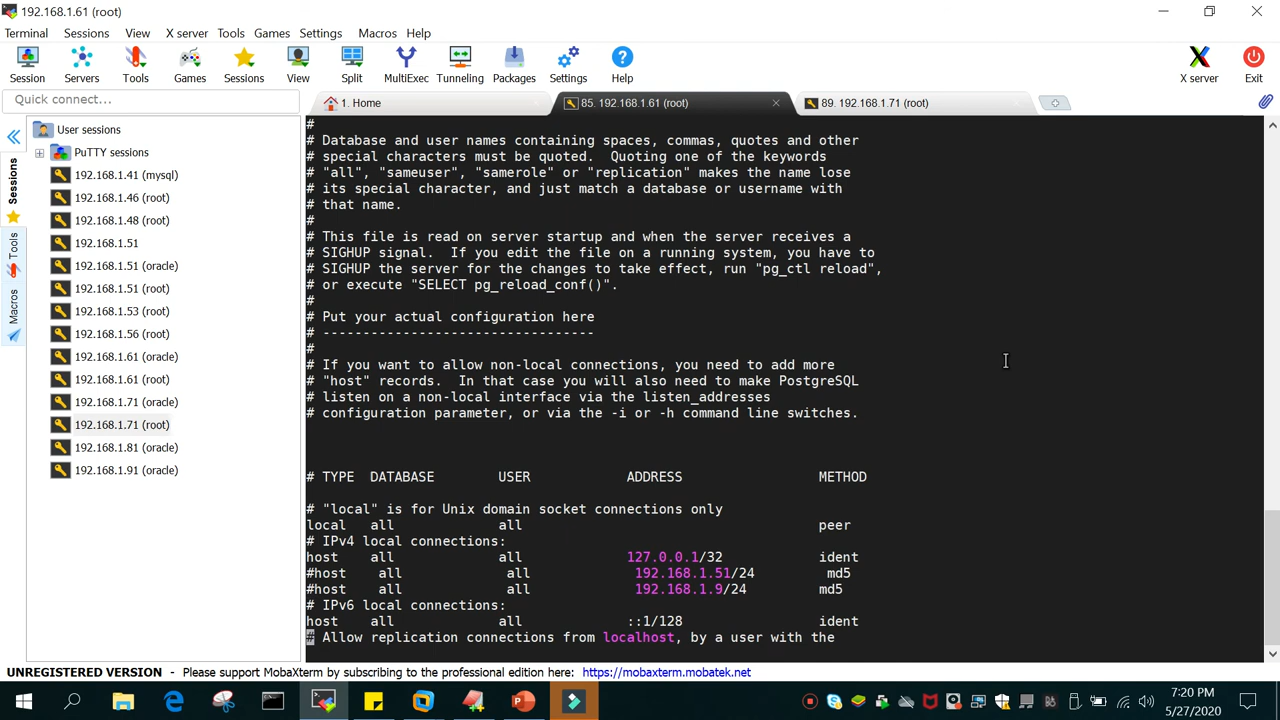 192.168.1.61 (root)
Terminal Sessions View X server Tools Games Settings Macros Help
Session Servers Tools Games Sessions View Split MultiExec Tunneling Packages Settings Help X server Exit
Quick connect...
1. Home
85. 192.168.1.61 (root)
89. 192.168.1.71 (root)
Sessions
Tools
Macros
User sessions
PuTTY sessions
192.168.1.41 (mysql)
192.168.1.46 (root)
192.168.1.48 (root)
192.168.1.51
192.168.1.51 (oracle)
192.168.1.51 (root)
192.168.1.53 (root)
192.168.1.56 (root)
192.168.1.61 (oracle)
192.168.1.61 (root)
192.168.1.71 (oracle)
192.168.1.71 (root)
192.168.1.81 (oracle)
192.168.1.91 (oracle)
#
# Database and user names containing spaces, commas, quotes and other
# special characters must be quoted.  Quoting one of the keywords
# "all", "sameuser", "samerole" or "replication" makes the name lose
# its special character, and just match a database or username with
# that name.
#
# This file is read on server startup and when the server receives a
# SIGHUP signal.  If you edit the file on a running system, you have to
# SIGHUP the server for the changes to take effect, run "pg_ctl reload",
# or execute "SELECT pg_reload_conf()".
#
# Put your actual configuration here
# ----------------------------------
#
# If you want to allow non-local connections, you need to add more
# "host" records.  In that case you will also need to make PostgreSQL
# listen on a non-local interface via the listen_addresses
# configuration parameter, or via the -i or -h command line switches.
# TYPE  DATABASE        USER            ADDRESS                 METHOD
# "local" is for Unix domain socket connections only
local   all             all                                     peer
# IPv4 local connections:
host    all             all             127.0.0.1/32            ident
#host    all             all             192.168.1.51/24         md5
#host    all             all             192.168.1.9/24         md5
# IPv6 local connections:
host    all             all             ::1/128                 ident
# Allow replication connections from localhost, by a user with the
UNREGISTERED VERSION - Please support MobaXterm by subscribing to the professional edition here: https://mobaxterm.mobatek.net
7:20 PM
5/27/2020